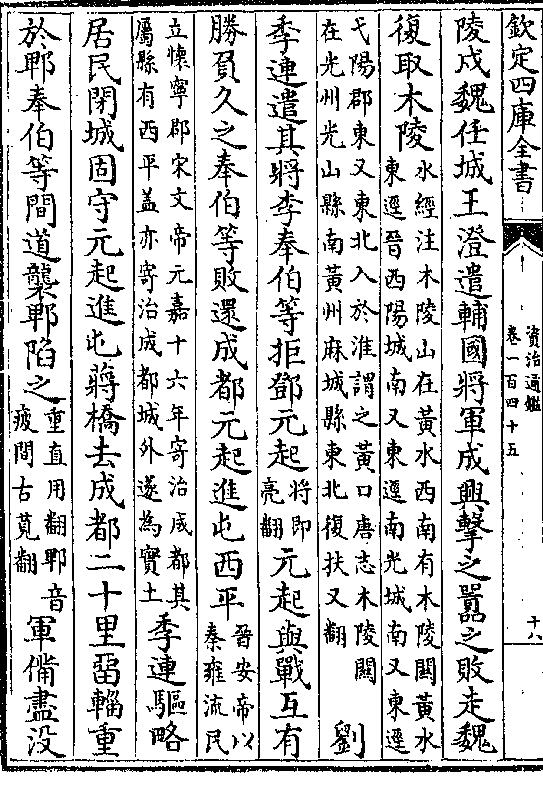 欽定四庫全書
資治通鑑
卷一百四十五
十八
陵戍魏任城王澄遣輔國將軍成興擊之嚻之敗走魏
復取木陵水經注木陵山在黃水西南有木陵關黃水東逕晉西陽城南又東逕南光城南又東逕
弋陽郡東又東北入於淮謂之黃口唐志木陵關在光州光山縣南黃州麻城縣東北復扶又翻劉
季連遣其將李奉伯等拒鄧元起將即亮翻元起與戰互有
勝負久之奉伯等敗還成都元起進屯西平晉安帝以秦雍流民
立懷寧郡宋文帝元嘉十六年寄治成都其屬縣有西平蓋亦寄治成都城外遂為實土季連驅略
居民閉城固守元起進屯蔣橋去成都二十里畱輜重
於郫奉伯等間道襲郫陷之重直用翻郫音疲間古莧翻軍備盡没